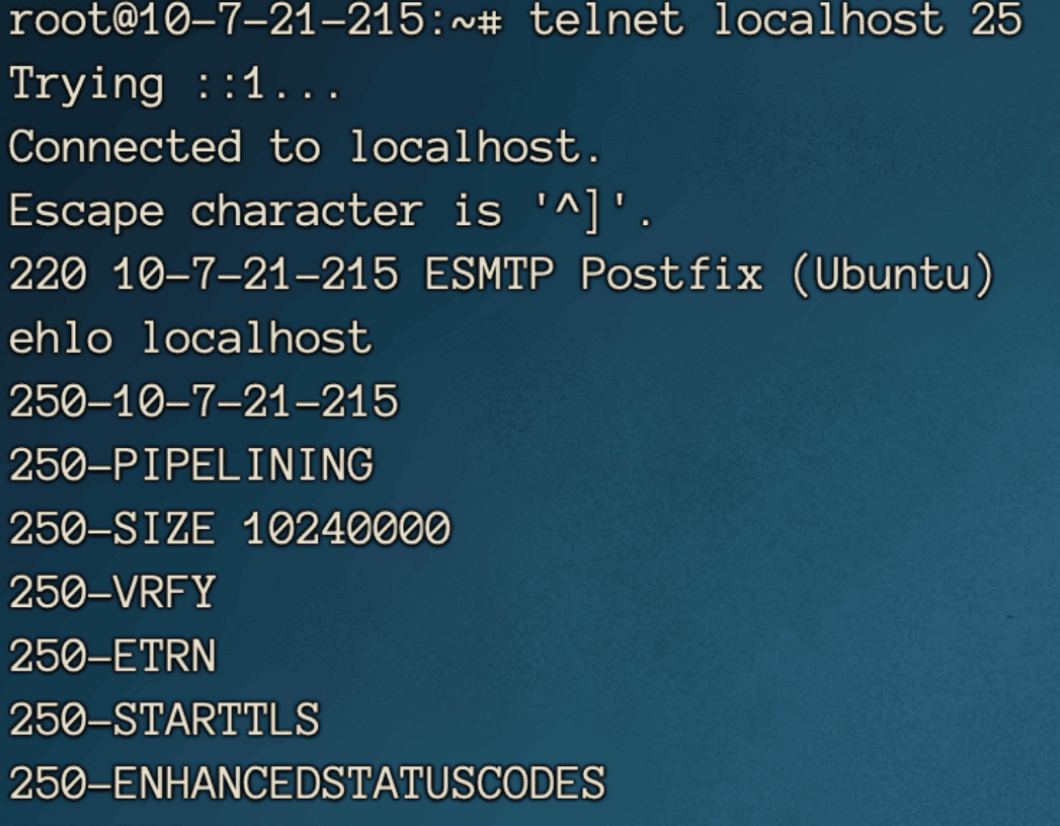 root@10-7-21-215:~# telnet localhost 25
Trying ::1...
Connected to localhost.
Escape character is '^]'.
220 10-7-21-215 ESMTP Postfix (Ubuntu)
ehlo localhost
250-10-7-21-215
250-PIPELINING
250-SIZE 10240000
250-VRFY
250-ETRN
250-STARTTLS
250-ENHANCEDSTATUSCODES